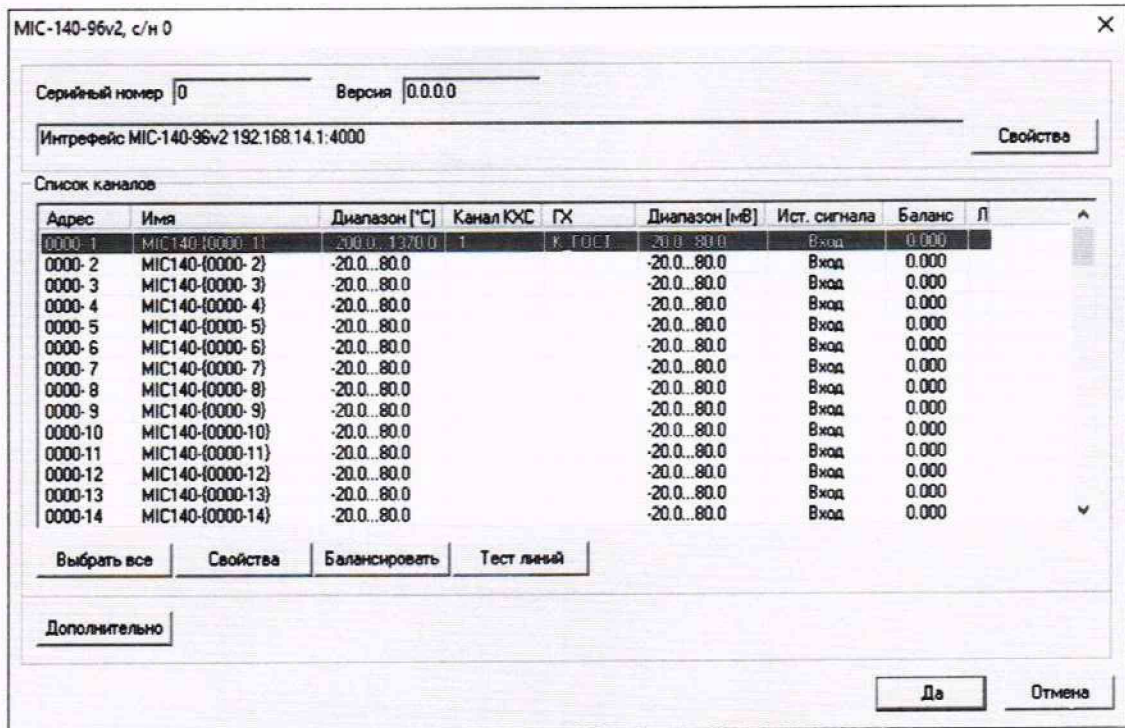 MIC-140-96v2, с/н 0
Серийный номер 0 Версия 0.0.0.0
Интрефейс MIC-140-96v2 192.168.14.1:4000 Свойства
Список каналов
Адрес Имя Диапазон [°C] Канал КХС ГХ Диапазон [мВ] Ист. сигнала Баланс Л
0000- 1 MIC140-{0000- 1} 200.0...1370.0 1 К_ГОСТ -20.0...80.0 Вход 0.000
0000- 2 MIC140-{0000- 2} -20.0...80.0 -20.0...80.0 Вход 0.000
0000- 3 MIC140-{0000- 3} -20.0...80.0 -20.0...80.0 Вход 0.000
0000- 4 MIC140-{0000- 4} -20.0...80.0 -20.0...80.0 Вход 0.000
0000- 5 MIC140-{0000- 5} -20.0...80.0 -20.0...80.0 Вход 0.000
0000- 6 MIC140-{0000- 6} -20.0...80.0 -20.0...80.0 Вход 0.000
0000- 7 MIC140-{0000- 7} -20.0...80.0 -20.0...80.0 Вход 0.000
0000- 8 MIC140-{0000- 8} -20.0...80.0 -20.0...80.0 Вход 0.000
0000- 9 MIC140-{0000- 9} -20.0...80.0 -20.0...80.0 Вход 0.000
0000-10 MIC140-{0000-10} -20.0...80.0 -20.0...80.0 Вход 0.000
0000-11 MIC140-{0000-11} -20.0...80.0 -20.0...80.0 Вход 0.000
0000-12 MIC140-{0000-12} -20.0...80.0 -20.0...80.0 Вход 0.000
0000-13 MIC140-{0000-13} -20.0...80.0 -20.0...80.0 Вход 0.000
0000-14 MIC140-{0000-14} -20.0...80.0 -20.0...80.0 Вход 0.000
Выбрать все Свойства Балансировать Тест линий
Дополнительно
Да Отмена